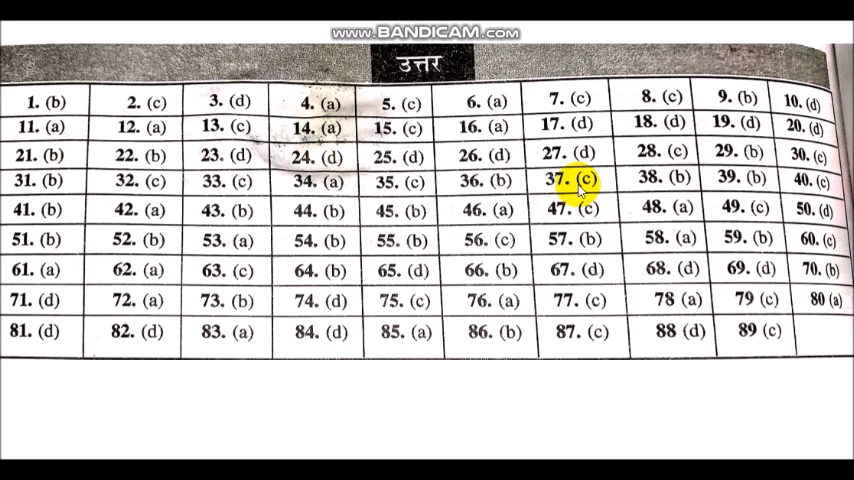 www.BANDICAM.com
उत्तर
1. (b) 2. (c) 3. (d) 4. (a) 5. (c) 6. (a) 7. (c) 8. (c) 9. (b) 10. (d)
11. (a) 12. (a) 13. (c) 14. (a) 15. (c) 16. (a) 17. (d) 18. (d) 19. (d) 20. (d)
21. (b) 22. (b) 23. (d) 24. (d) 25. (d) 26. (d) 27. (d) 28. (c) 29. (b) 30. (c)
31. (b) 32. (c) 33. (c) 34. (a) 35. (c) 36. (b) 37. (c) 38. (b) 39. (b) 40. (c)
41. (b) 42. (a) 43. (b) 44. (b) 45. (b) 46. (a) 47. (c) 48. (a) 49. (c) 50. (d)
51. (b) 52. (b) 53. (a) 54. (b) 55. (b) 56. (c) 57. (b) 58. (a) 59. (b) 60. (c)
61. (a) 62. (a) 63. (c) 64. (b) 65. (d) 66. (b) 67. (d) 68. (d) 69. (d) 70. (b)
71. (d) 72. (a) 73. (b) 74. (d) 75. (c) 76. (a) 77. (c) 78 (a) 79 (c) 80 (a)
81. (d) 82. (d) 83. (a) 84. (d) 85. (a) 86. (b) 87. (c) 88 (d) 89 (c)